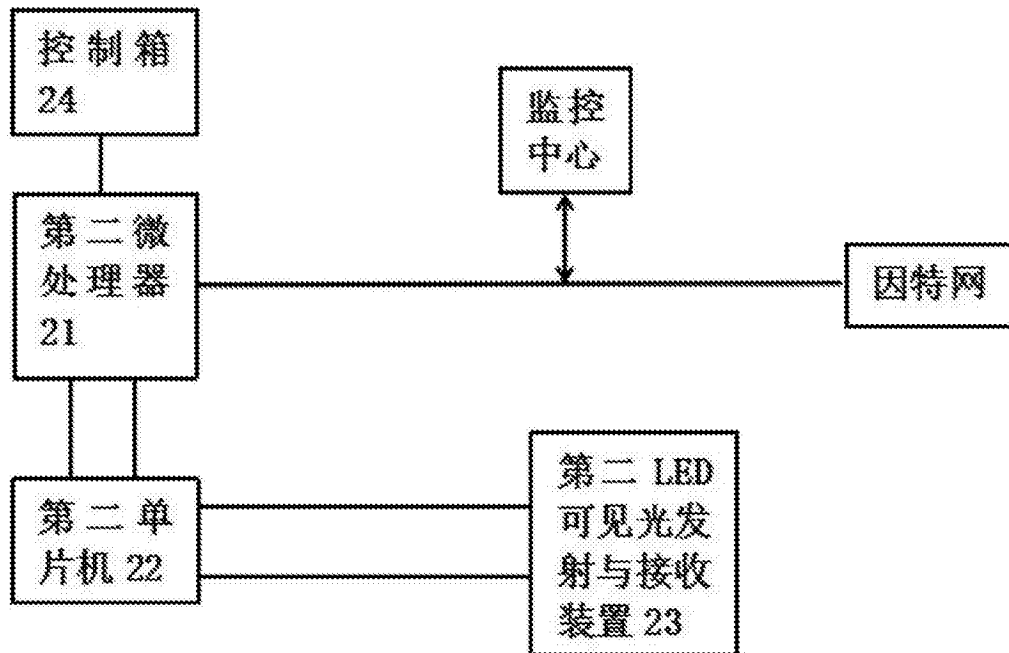 控制箱
24
监控
中心
第二微
处理器
21
因特网
第二单
片机 22
第二 LED
可见光发
射与接收
装置 23